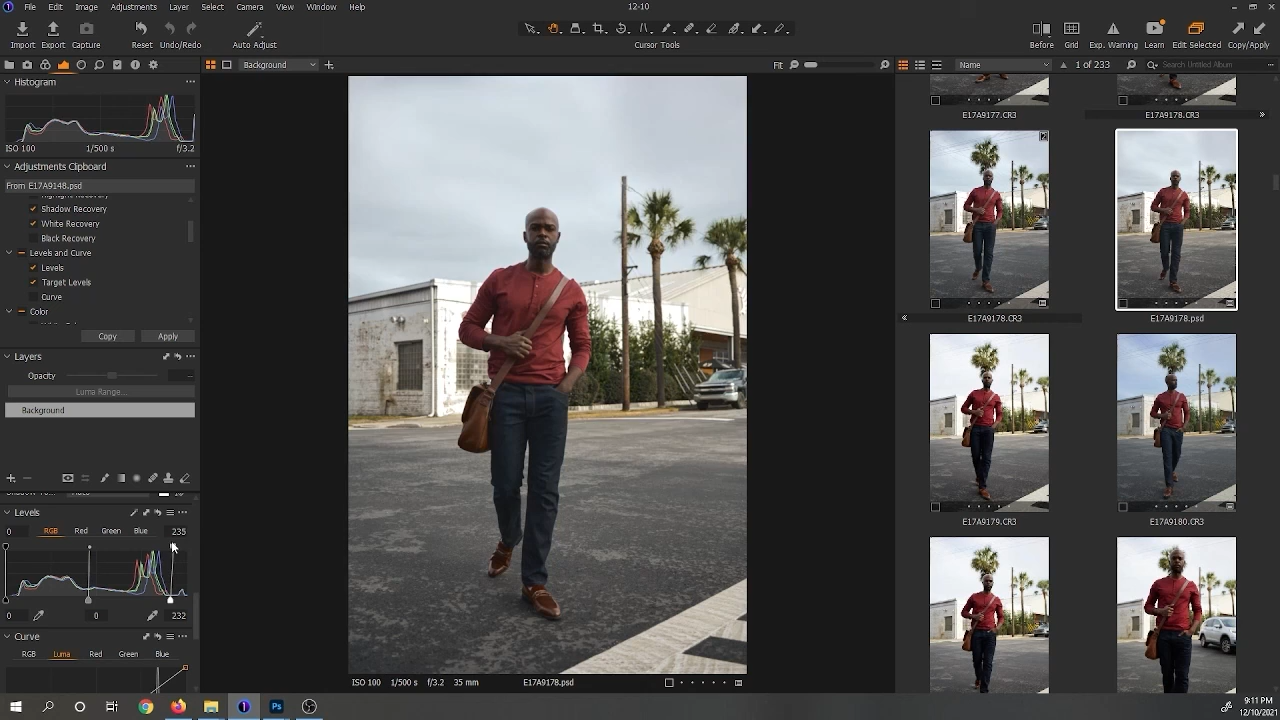 File Edit View Adjustments Image Camera Window Help
12-10
Import Export Capture Reset Undo/Redo Auto Adjust
Cursor Tools
Before Grid Exp. Warning Learn Edit Selected Copy/Apply
Background
Fit
Name
1 of 233
Search Untitled Album
Histogram
ISO 100 1/500 s f/3.2
Adjustments Clipboard
From E17A9148.psd
Highlight Recovery
Shadow Recovery
White Recovery
Black Recovery
Levels and Curve
Levels
Target Levels
Curve
Color
Copy Apply
Layers
Opacity
Luma Range...
Background
Levels
0 RGB Red Green Blue 235
0 0 232
Curve
RGB Luma Red Green Blue
ISO 100 1/500 s f/3.2 35 mm E17A9178.psd
E17A9177.CR3 E17A9178.CR3
2
E17A9178.CR3 E17A9178.psd
E17A9179.CR3 E17A9180.CR3
Ps
9:11 PM
12/10/2021